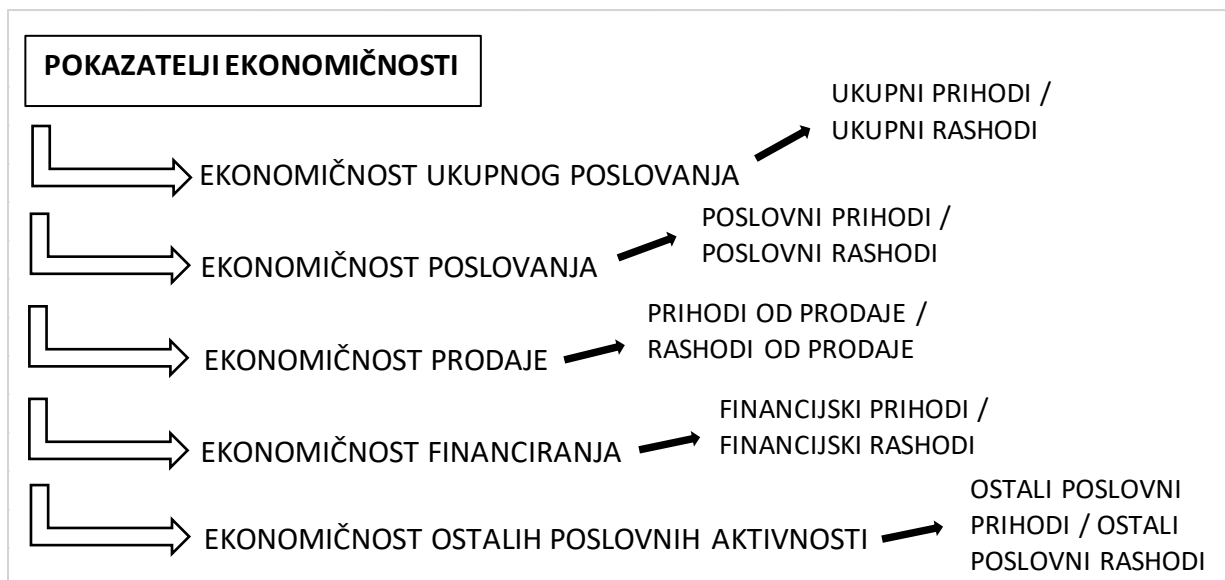 POKAZATELJI EKONOMIČNOSTI
UKUPNI PRIHODI /
UKUPNI RASHODI
EKONOMIČNOST UKUPNOG POSLOVANJA
POSLOVNI PRIHODI /
POSLOVNI RASHODI
EKONOMIČNOST POSLOVANJA
PRIHODI OD PRODAJE /
RASHODI OD PRODAJE
EKONOMIČNOST PRODAJE
FINANCIJSKI PRIHODI /
FINANCIJSKI RASHODI
EKONOMIČNOST FINANCIRANJA
OSTALI POSLOVNI
PRIHODI / OSTALI
POSLOVNI RASHODI
EKONOMIČNOST OSTALIH POSLOVNIH AKTIVNOSTI